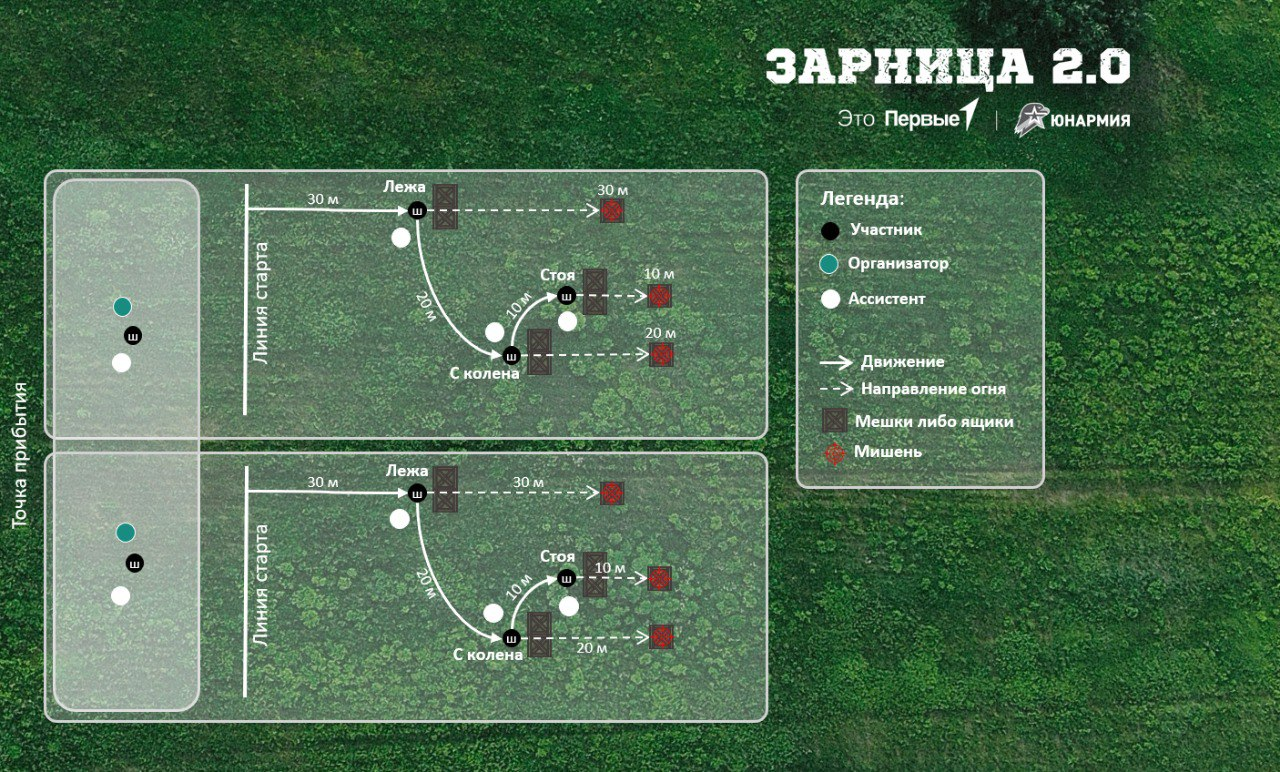 ЗАРНИЦА 2.0
Это Первые
ЮНАРМИЯ
Точка прибытия
Линия старта
30 м
Лежа
30 м
ш
20 м
Стоя
10 м
ш
10 м
ш
С колена
20 м
ш
Линия старта
30 м
Лежа
30 м
ш
20 м
Стоя
10 м
ш
10 м
ш
С колена
20 м
ш
Легенда:
Участник
Организатор
Ассистент
Движение
Направление огня
Мешки либо ящики
Мишень